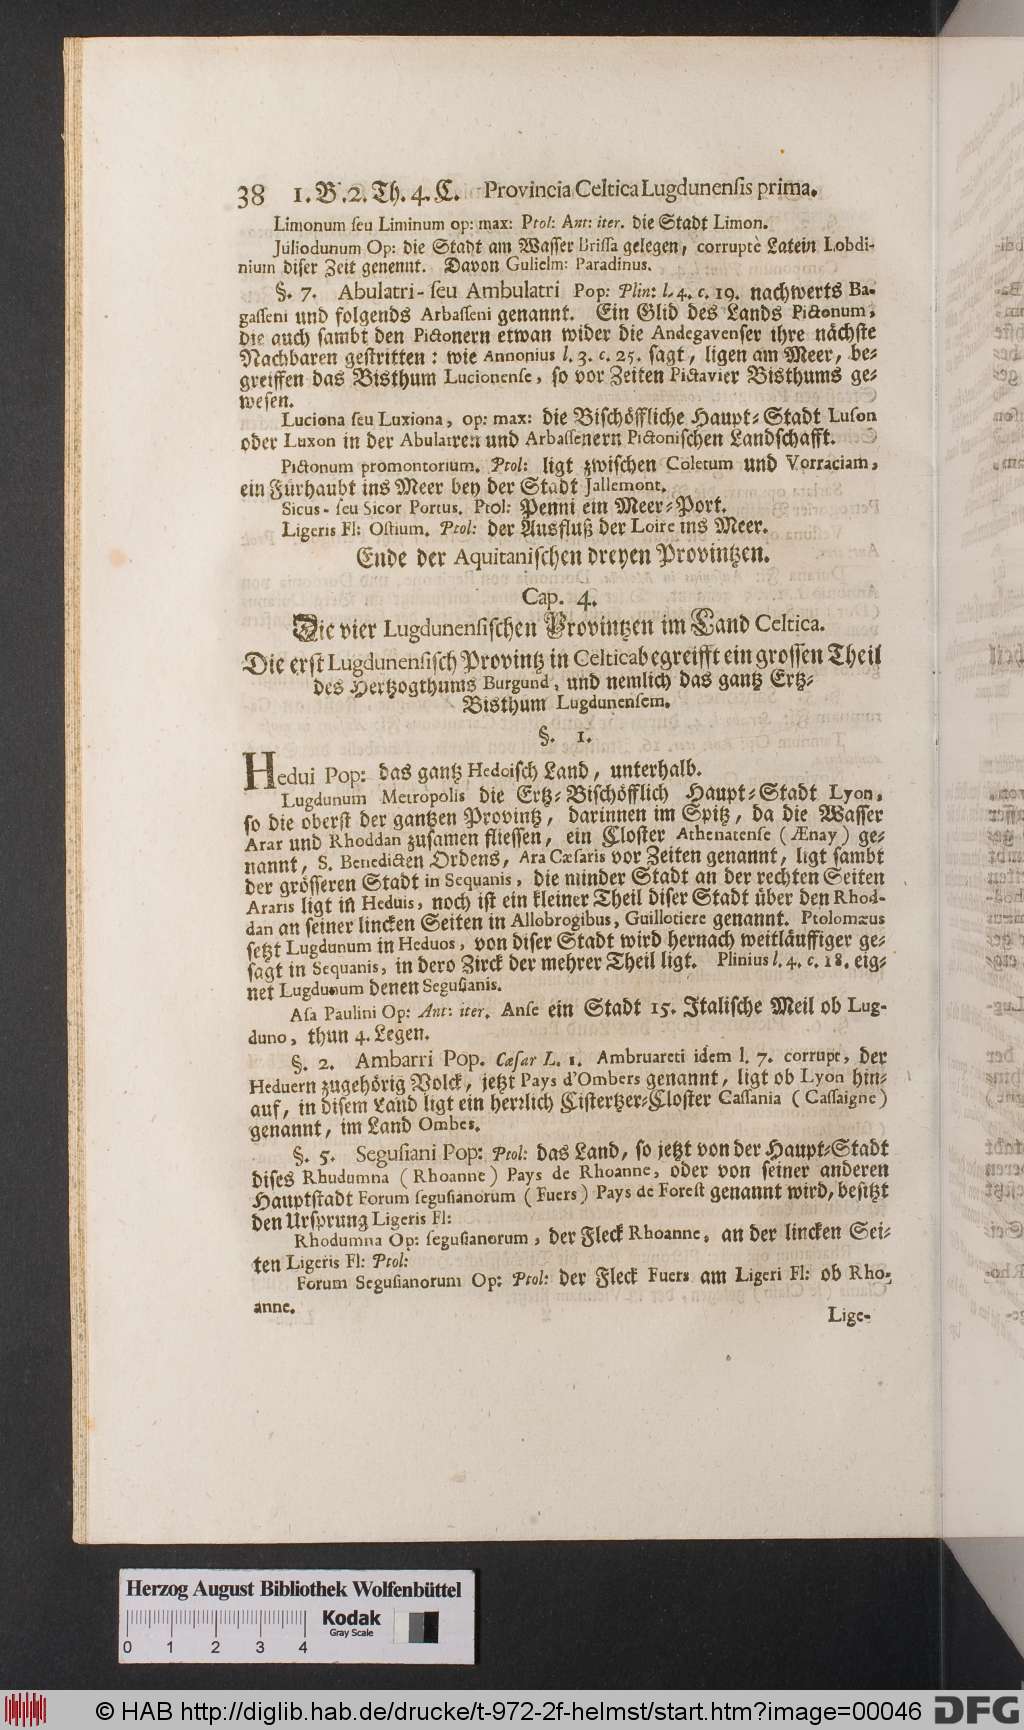 38 1. B. 2. Th. 4. C. Provincia Celtica Lugdunensis prima.
Limonum seu Liminum op: max: Ptol: Ant: iter. die Stadt Limon.
Juliodunum Op: die Stadt am Wasser Brissa gelegen, corruptè Latein Lobdi-
nium diser Zeit genennt. Davon Gulielm: Paradinus.
§. 7. Abulatri- seu Ambulatri Pop: Plin: l. 4. c. 19. nachwerts Ba-
gasseni und folgends Arbasseni genannt. Ein Glid des Lands Pictonum,
die auch sambt den Pictonern etwan wider die Andegavenser ihre nächste
Nachbaren gestritten: wie Annonius l. 3. c. 25. sagt, ligen am Meer, be-
greiffen das Bisthum Lucionense, so vor Zeiten Pictavier Bisthums ge-
wesen.
Luciona seu Luxiona, op: max: die Bischöffliche Haupt-Stadt Luson
oder Luxon in der Abulatren und Arbassenern Pictonischen Landschafft.
Pictonum promontorium. Ptol: ligt zwischen Coletum und Vorraciam,
ein Fürhaubt ins Meer bey der Stadt Jallemont.
Sicus- seu Sicor Portus. Ptol: Penni ein Meer-Port.
Ligeris Fl: Ostium. Ptol: der Ausfluß der Loire ins Meer.
Ende der Aquitanischen dreyen Provintzen.
Cap. 4.
Die vier Lugdunensischen Provintzen im Land Celtica.
Die erst Lugdunensisch Provintz in Celtica begreifft ein grossen Theil
des Hertzogthums Burgund, und nemlich das gantz Ertz-
Bisthum Lugdunensem.
§. 1.
Hedui Pop: das gantz Hedoisch Land, unterhalb.
Lugdunum Metropolis die Ertz-Bischöfflich Haupt-Stadt Lyon,
so die oberst der gantzen Provintz, darinnen im Spitz, da die Wasser
Arar und Rhoddan zusamen fliessen, ein Closter Athenatense (Ænay) ge-
nannt, S. Benedicten Ordens, Ara Cæsaris vor Zeiten genannt, ligt sambt
der grösseren Stadt in Sequanis, die minder Stadt an der rechten Seiten
Araris ligt in Heduis, noch ist ein kleiner Theil diser Stadt über den Rhod-
dan an seiner lincken Seiten in Allobrogibus, Guillotiere genannt. Ptolomæus
setzt Lugdunum in Heduos, von diser Stadt wird hernach weitläuffiger ge-
sagt in Sequanis, in dero Zirck der mehrer Theil ligt. Plinius l. 4. c. 18. eig-
net Lugdunum denen Segusianis.
Asa Paulini Op: Ant: iter. Anse ein Stadt 15. Italische Meil ob Lug-
duno, thun 4. Legen.
§. 2. Ambarri Pop. Cæsar L. 1. Ambruareti idem l. 7. corrupt, der
Heduern zugehörig Volck, jetzt Pays d'Ombers genannt, ligt ob Lyon hin-
auf, in disem Land ligt ein herrlich Cistertzer-Closter Cassania (Cassaigne)
genannt, im Land Ombes.
§. 5. Segusiani Pop: Ptol: das Land, so jetzt von der Haupt-Stadt
dises Rhudumna (Rhoanne) Pays de Rhoanne, oder von seiner anderen
Hauptstadt Forum segusianorum (Fuers) Pays de Forest genannt wird, besitzt
den Ursprung Ligeris Fl:
Rhodumna Op: segusianorum, der Fleck Rhoanne, an der lincken Sei-
ten Ligeris Fl: Ptol:
Forum Segusianorum Op: Ptol: der Fleck Fuers am Ligeri Fl: ob Rho-
anne.
Lige-
Herzog August Bibliothek Wolfenbüttel
Kodak
Gray Scale
0 1 2 3 4
© HAB http://diglib.hab.de/drucke/t-972-2f-helmst/start.htm?image=00046 DFG